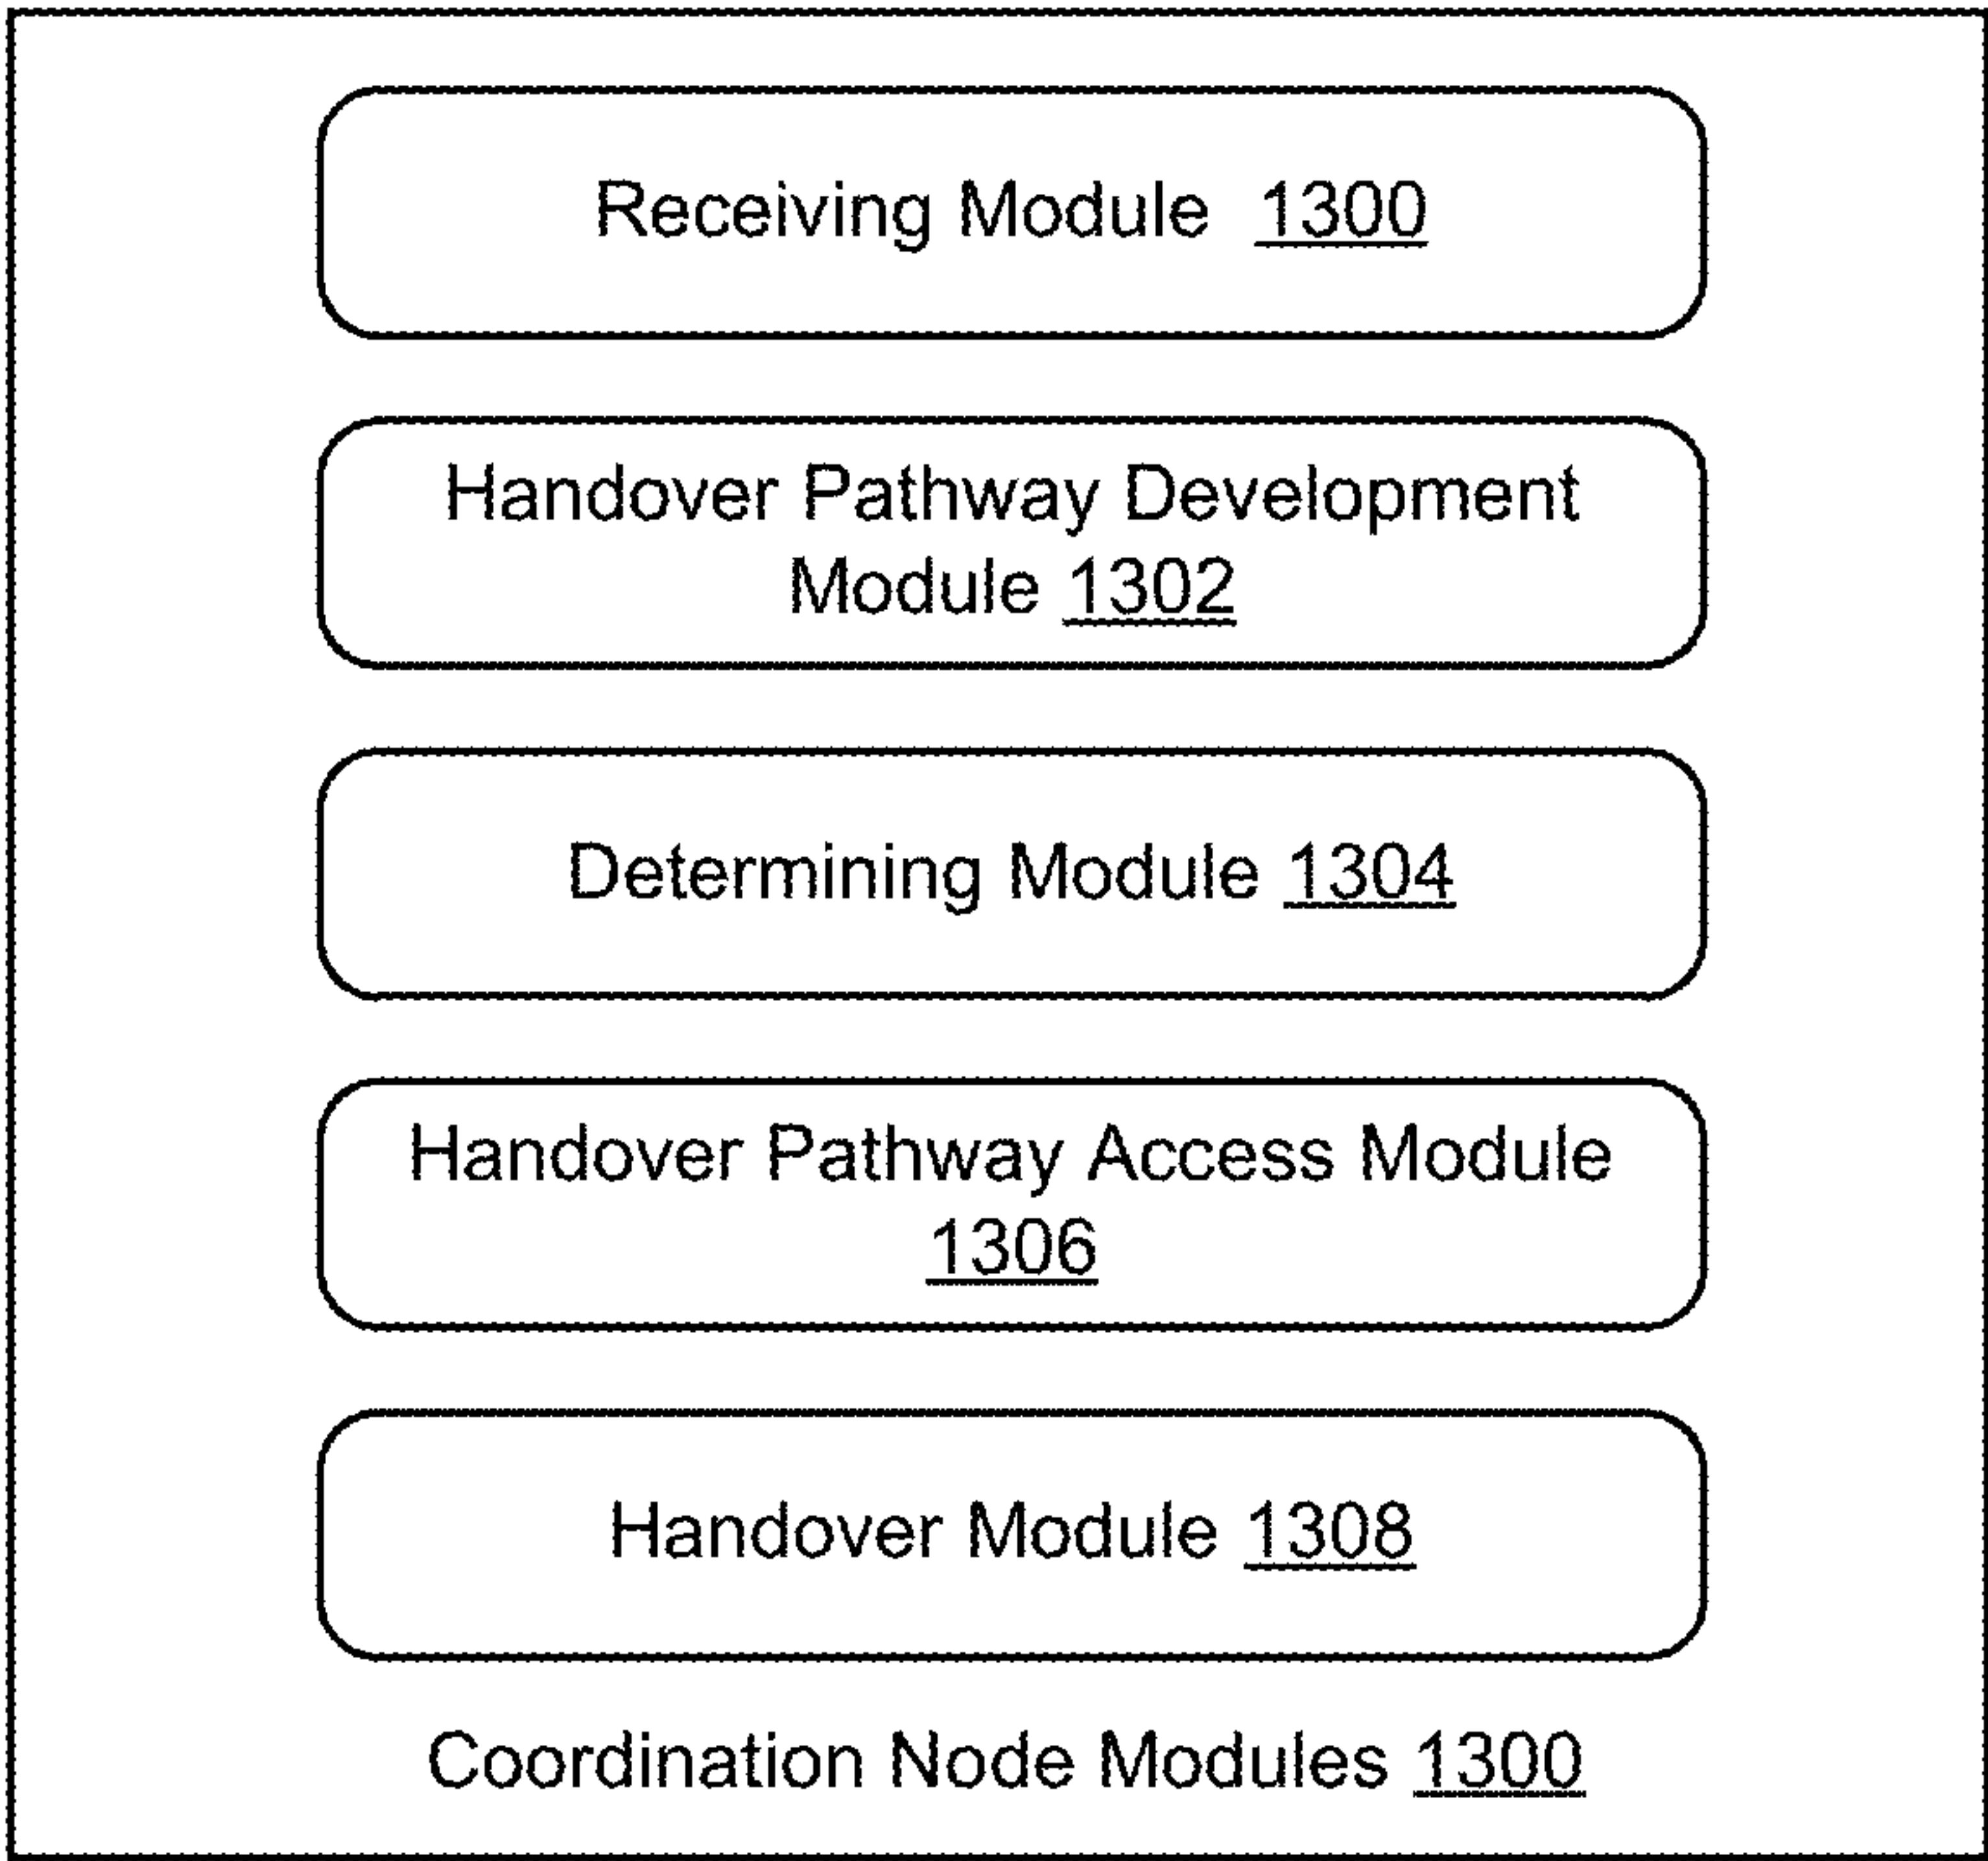 Receiving Module 1300
Handover Pathway Development
Module 1302
Determining Module 1304
Handover Pathway Access Module
1306
Handover Module 1308
Coordination Node Modules 1300